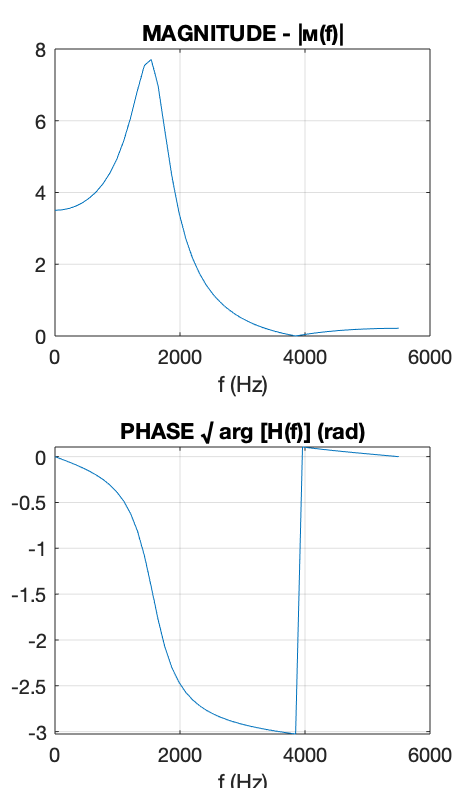 MAGNITUDE - |м(f)|
8
6
4
2
0
0 2000 4000 6000
f (Hz)
PHASE √ arg [H(f)] (rad)
0
-0.5
-1
-1.5
-2
-2.5
-3
0 2000 4000 6000
f (Hz)